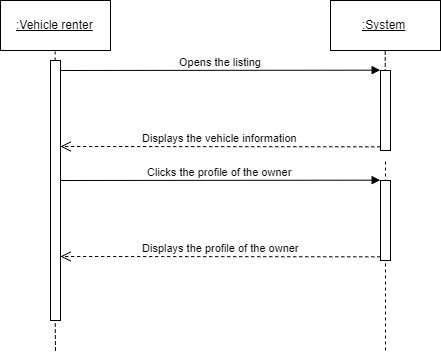 :Vehicle renter
:System
Opens the listing
Displays the vehicle information
Clicks the profile of the owner
Displays the profile of the owner